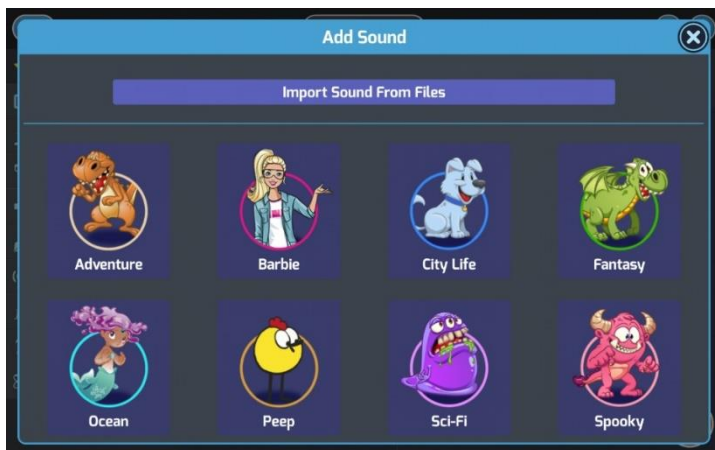 Add Sound
Import Sound From Files
Adventure
Barbie
City Life
Fantasy
Ocean
Peep
Sci-Fi
Spooky